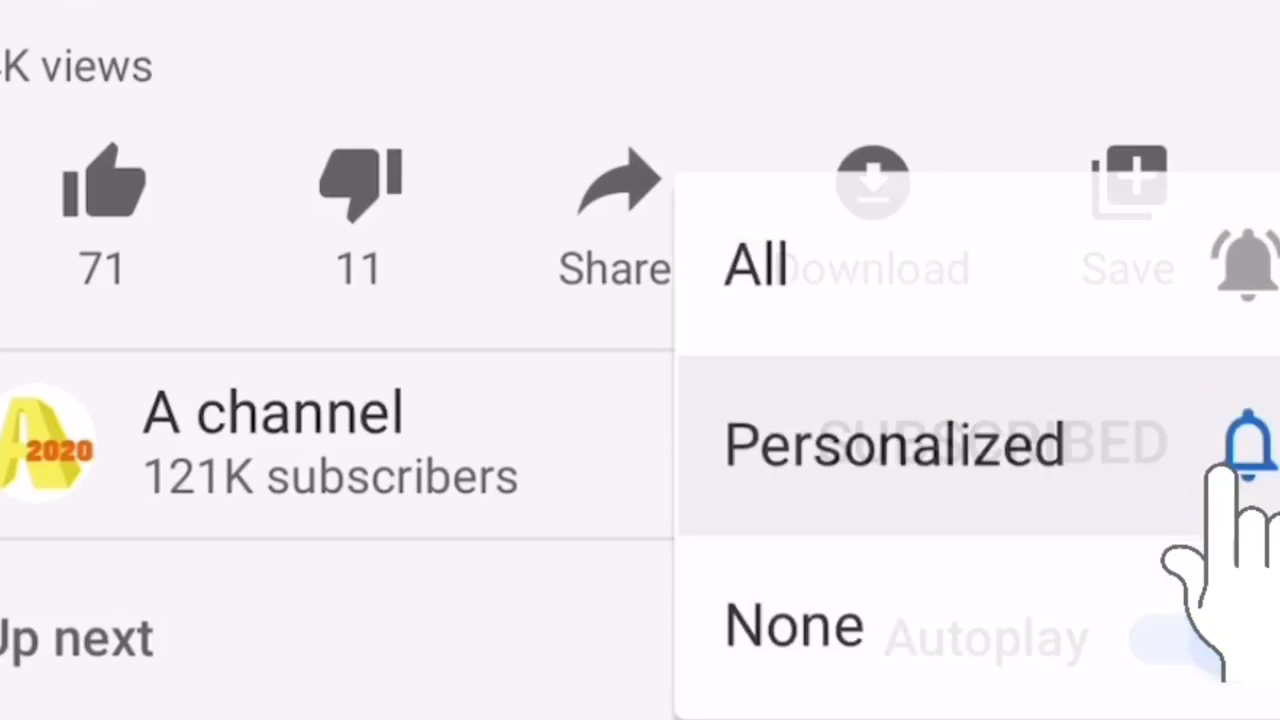 K views
71
11
Share
Download
Save
All
A channel
2020
121K subscribers
SUBSCRIBED
Personalized
Up next
Autoplay
None